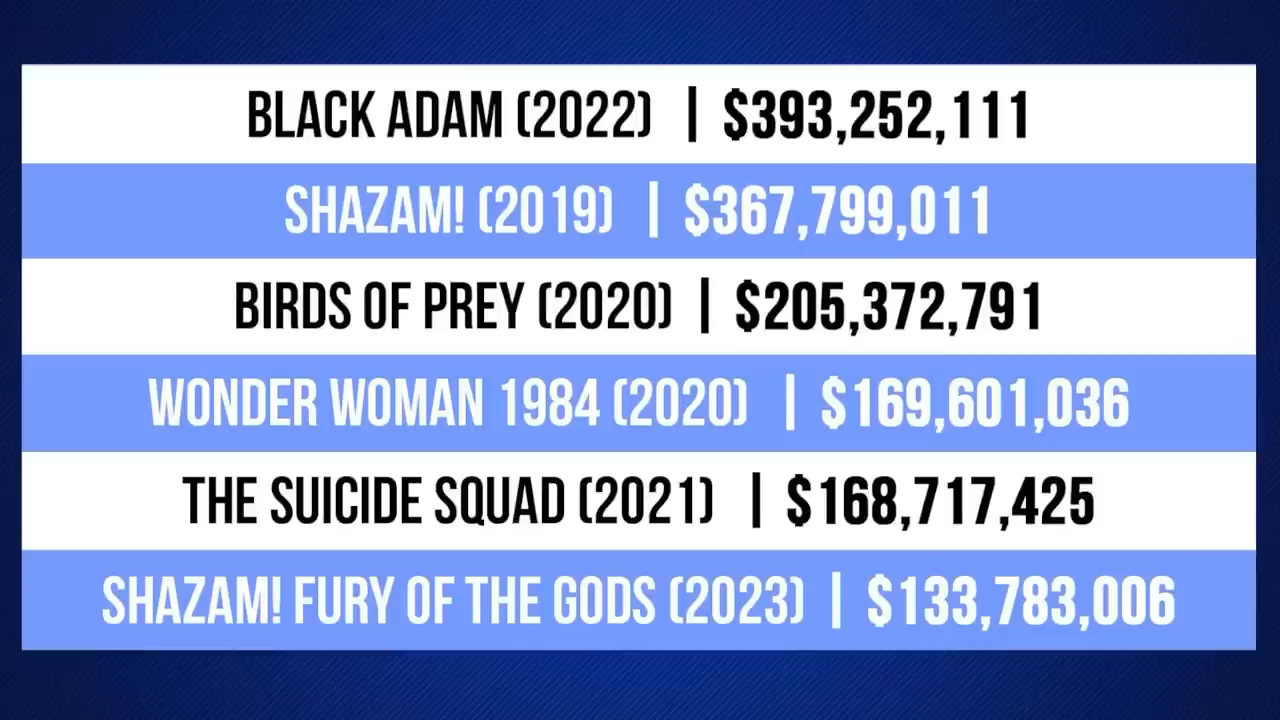 BLACK ADAM (2022) | $393,252,111
SHAZAM! (2019) | $367,799,011
BIRDS OF PREY (2020) | $205,372,791
WONDER WOMAN 1984 (2020) | $169,601,036
THE SUICIDE SQUAD (2021) | $168,717,425
SHAZAM! FURY OF THE GODS (2023) | $133,783,006